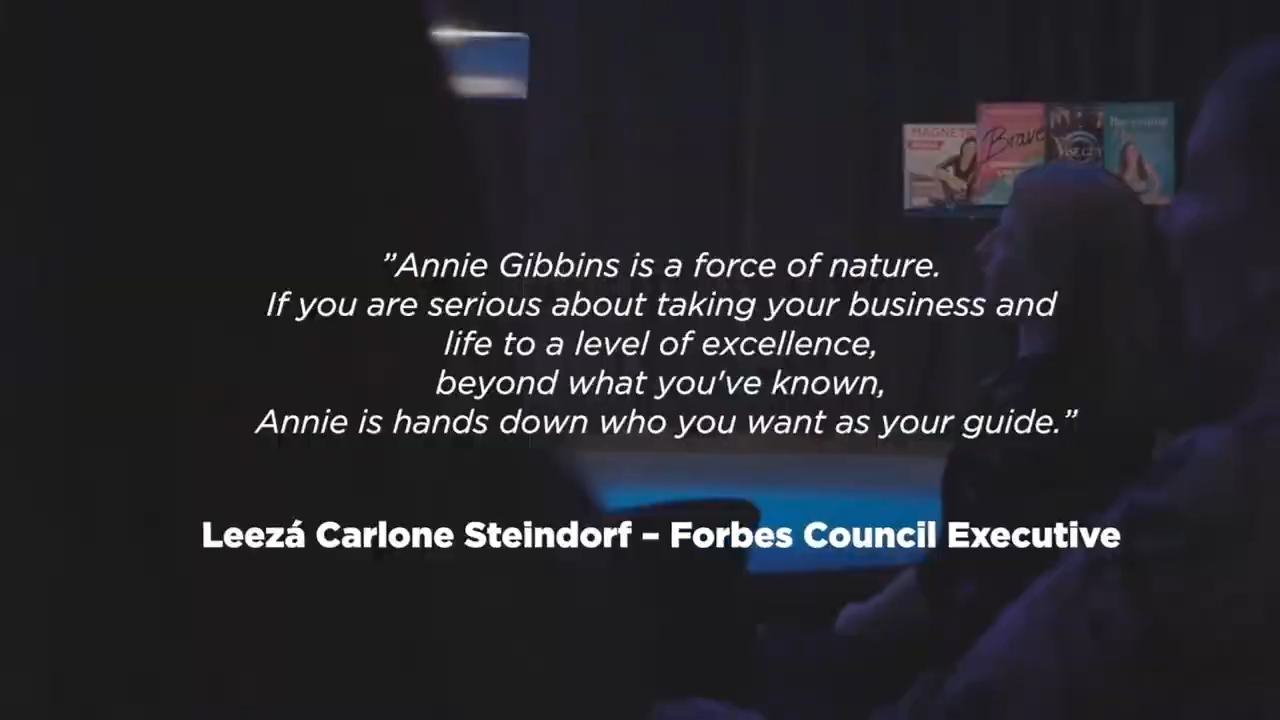 MAGNETIC
Brave
”Annie Gibbins is a force of nature.
If you are serious about taking your business and
life to a level of excellence,
beyond what you've known,
Annie is hands down who you want as your guide.”
Leezá Carlone Steindorf – Forbes Council Executive